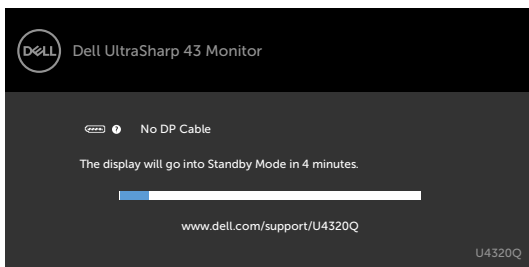 DELL
Dell UltraSharp 43 Monitor
? No DP Cable
The display will go into Standby Mode in 4 minutes.
www.dell.com/support/U4320Q
U4320Q